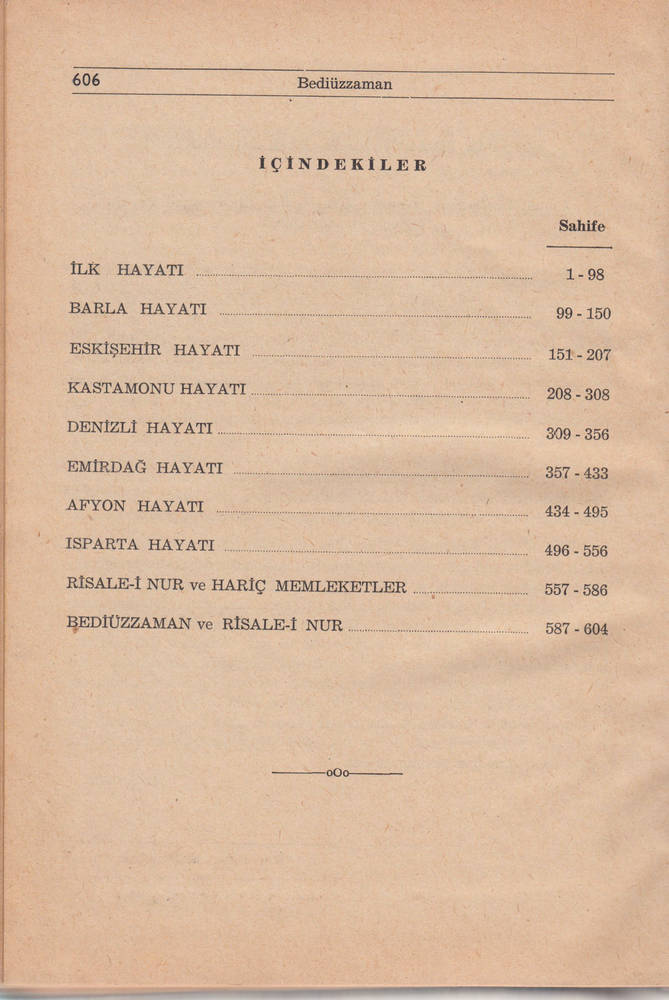 606 Bediüzzaman
İÇİNDEKİLER
Sahife
İLK HAYATI ........ 1 - 98
BARLA HAYATI ........ 99 - 150
ESKİŞEHİR HAYATI ........ 151 - 207
KASTAMONU HAYATI ........ 208 - 308
DENİZLİ HAYATI ........ 309 - 356
EMİRDAĞ HAYATI ........ 357 - 433
AFYON HAYATI ........ 434 - 495
ISPARTA HAYATI ........ 496 - 556
RİSALE-İ NUR ve HARİÇ MEMLEKETLER ........ 557 - 586
BEDİÜZZAMAN ve RİSALE-İ NUR ........ 587 - 604
oOo